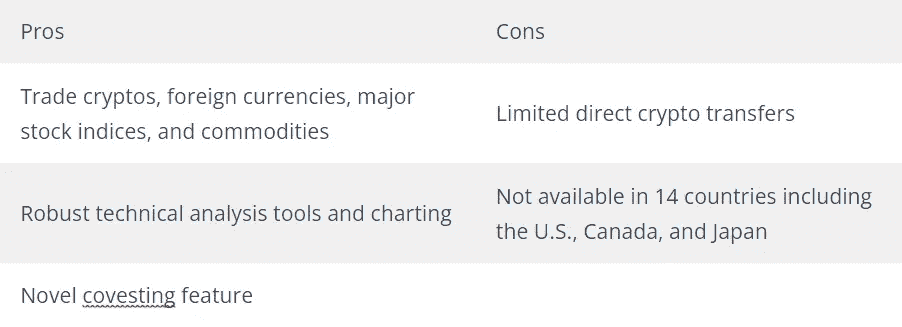 Pros
Cons
Trade cryptos, foreign currencies, major
stock indices, and commodities
Limited direct crypto transfers
Robust technical analysis tools and charting
Not available in 14 countries including
the U.S., Canada, and Japan
Novel covesting feature